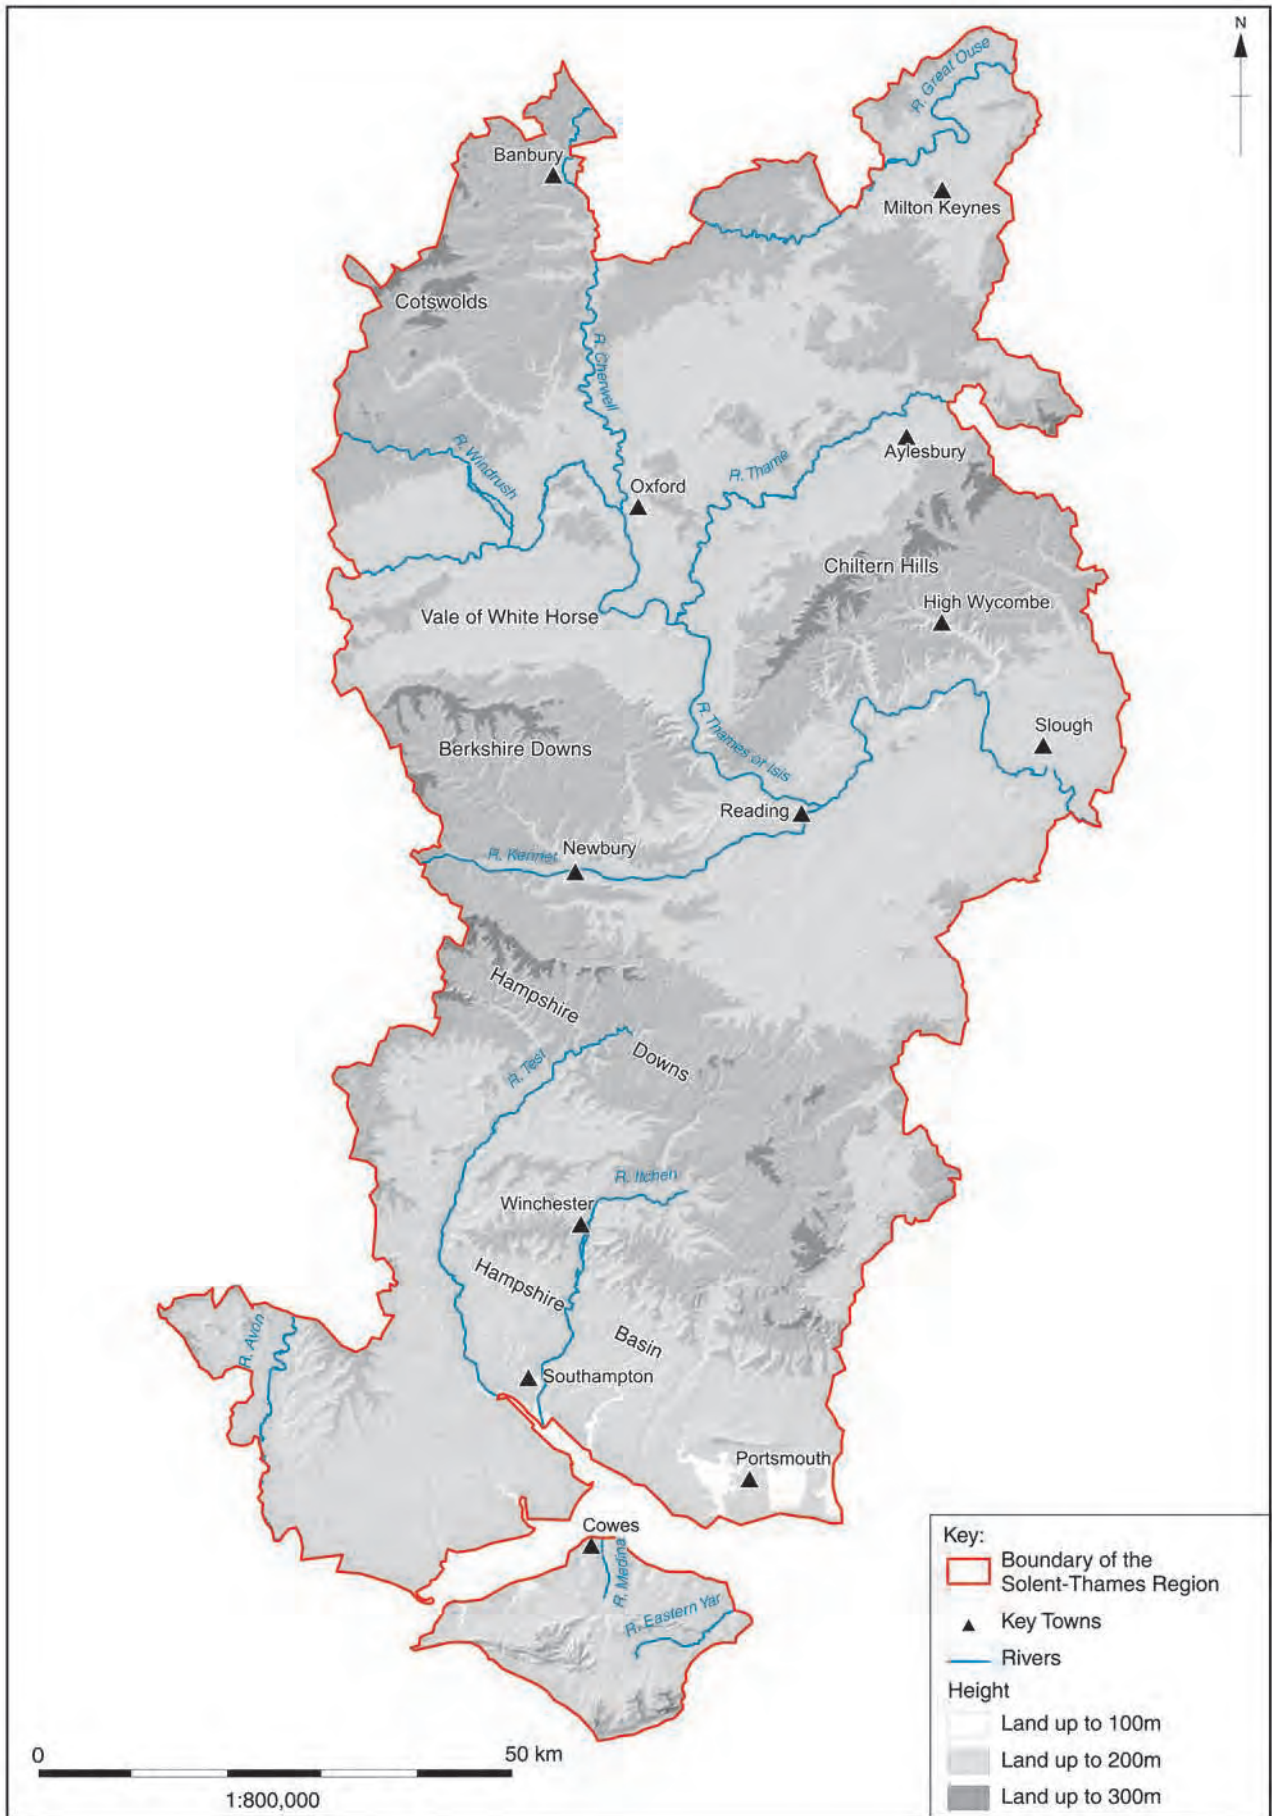 N
R. Great Ouse
Banbury
Milton Keynes
Cotswolds
R. Cherwell
R. Windrush
Aylesbury
R. Thame
Oxford
Chiltern Hills
High Wycombe
Vale of White Horse
R. Thames or Isis
Slough
Berkshire Downs
Reading
Newbury
R. Kennet
Hampshire
Downs
R. Test
R. Itchen
Winchester
Hampshire
Basin
R. Avon
Southampton
Portsmouth
Cowes
R. Medina
R. Eastern Yar
Key:
Boundary of the
Solent-Thames Region
Key Towns
Rivers
Height
Land up to 100m
Land up to 200m
Land up to 300m
0 50 km
1:800,000